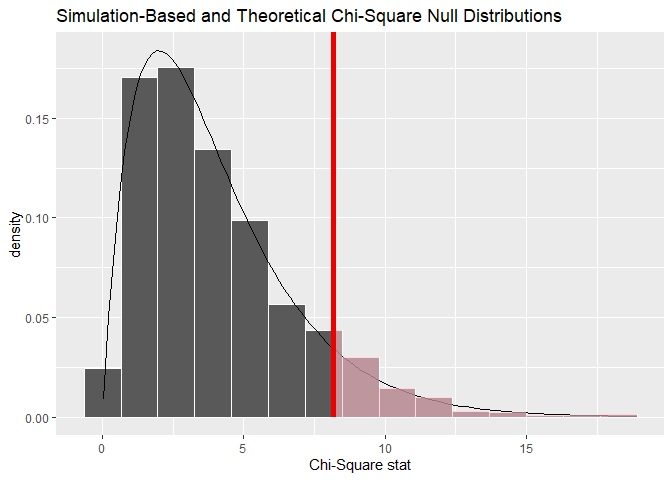 Simulation-Based and Theoretical Chi-Square Null Distributions
0.15
0.10
0.05
0.00
density
0
5
10
15
Chi-Square stat